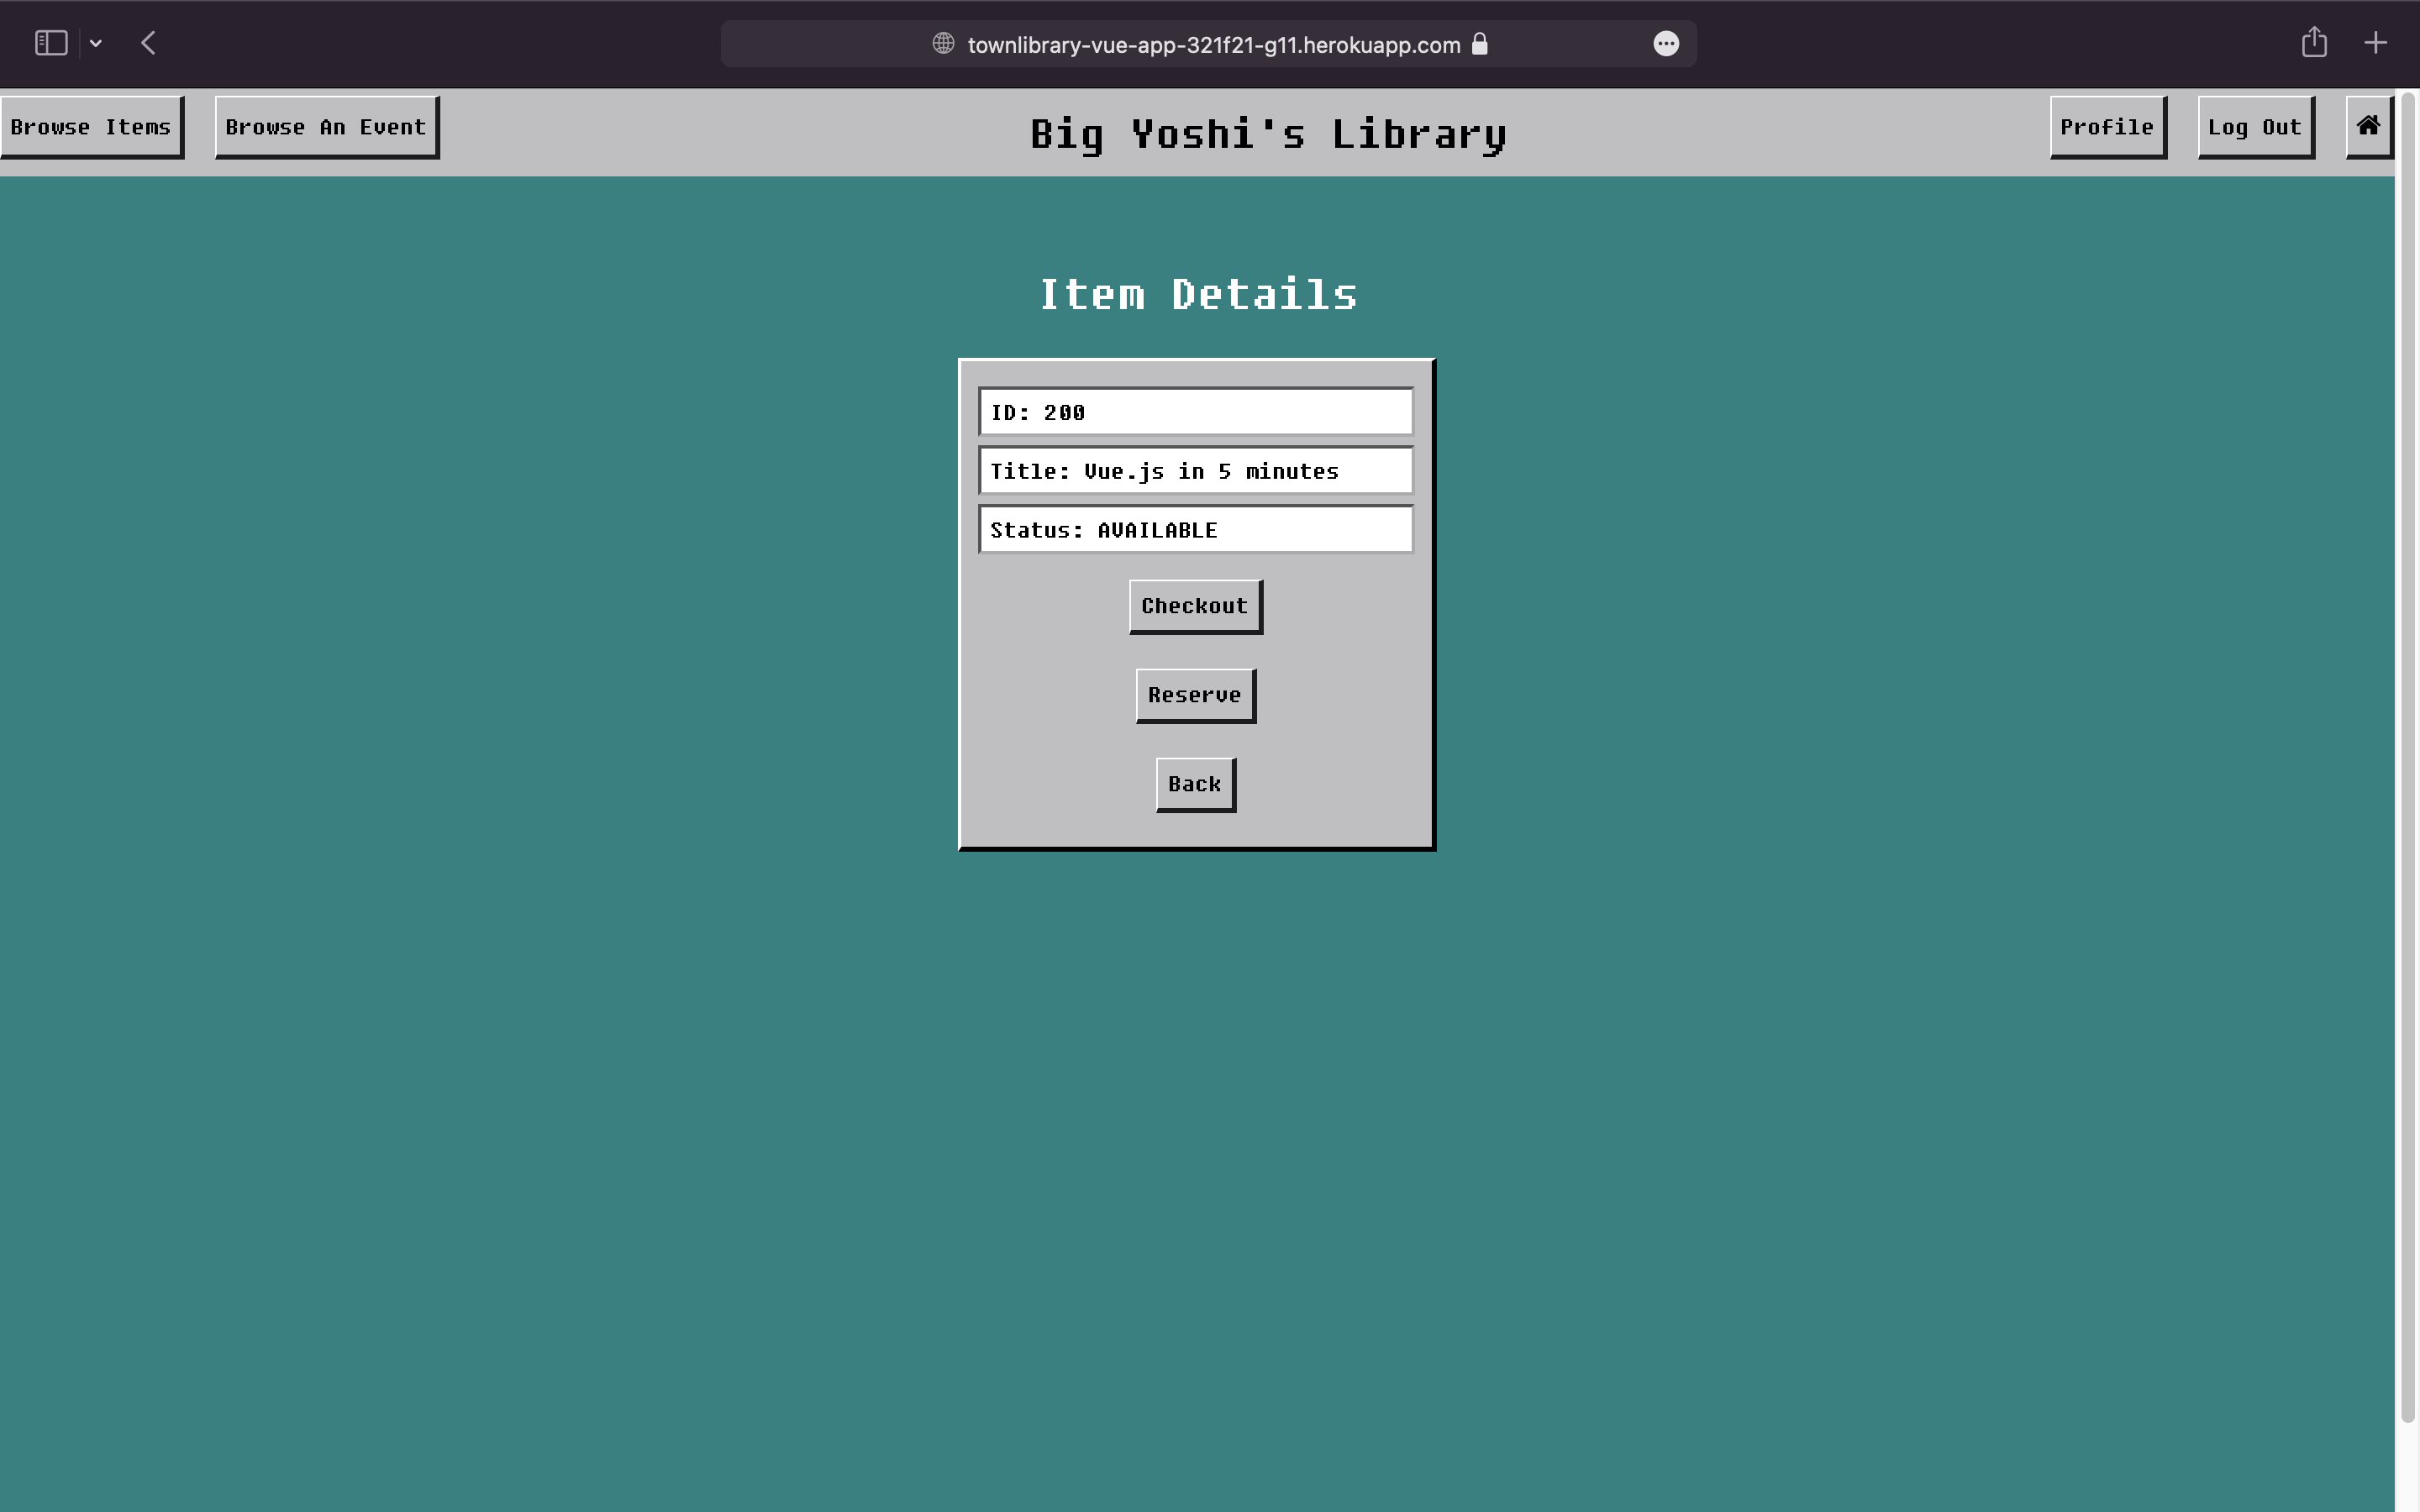 townlibrary-vue-app-321f21-g11.herokuapp.com
Browse Items Browse An Event Big Yoshi's Library Profile Log Out
Item Details
ID: 200
Title: Vue.js in 5 minutes
Status: AVAILABLE
Checkout
Reserve
Back